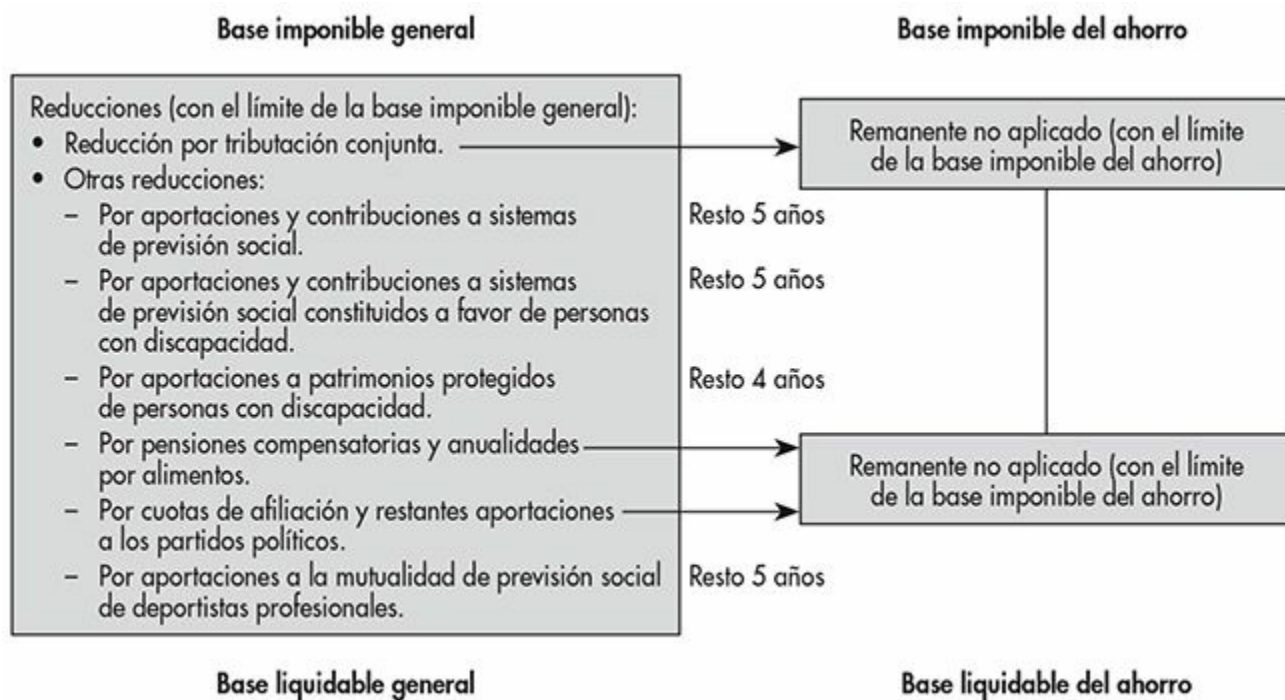 Base imponible general
Base imponible del ahorro
Reducciones (con el límite de la base imponible general):
• Reducción por tributación conjunta.
Remanente no aplicado (con el límite
de la base imponible del ahorro)
• Otras reducciones:
– Por aportaciones y contribuciones a sistemas
de previsión social.
Resto 5 años
– Por aportaciones y contribuciones a sistemas
de previsión social constituidos a favor de personas
con discapacidad.
Resto 5 años
– Por aportaciones a patrimonios protegidos
de personas con discapacidad.
Resto 4 años
– Por pensiones compensatorias y anualidades
por alimentos.
– Por cuotas de afiliación y restantes aportaciones
a los partidos políticos.
Remanente no aplicado (con el límite
de la base imponible del ahorro)
– Por aportaciones a la mutualidad de previsión social
de deportistas profesionales.
Resto 5 años
Base liquidable general
Base liquidable del ahorro